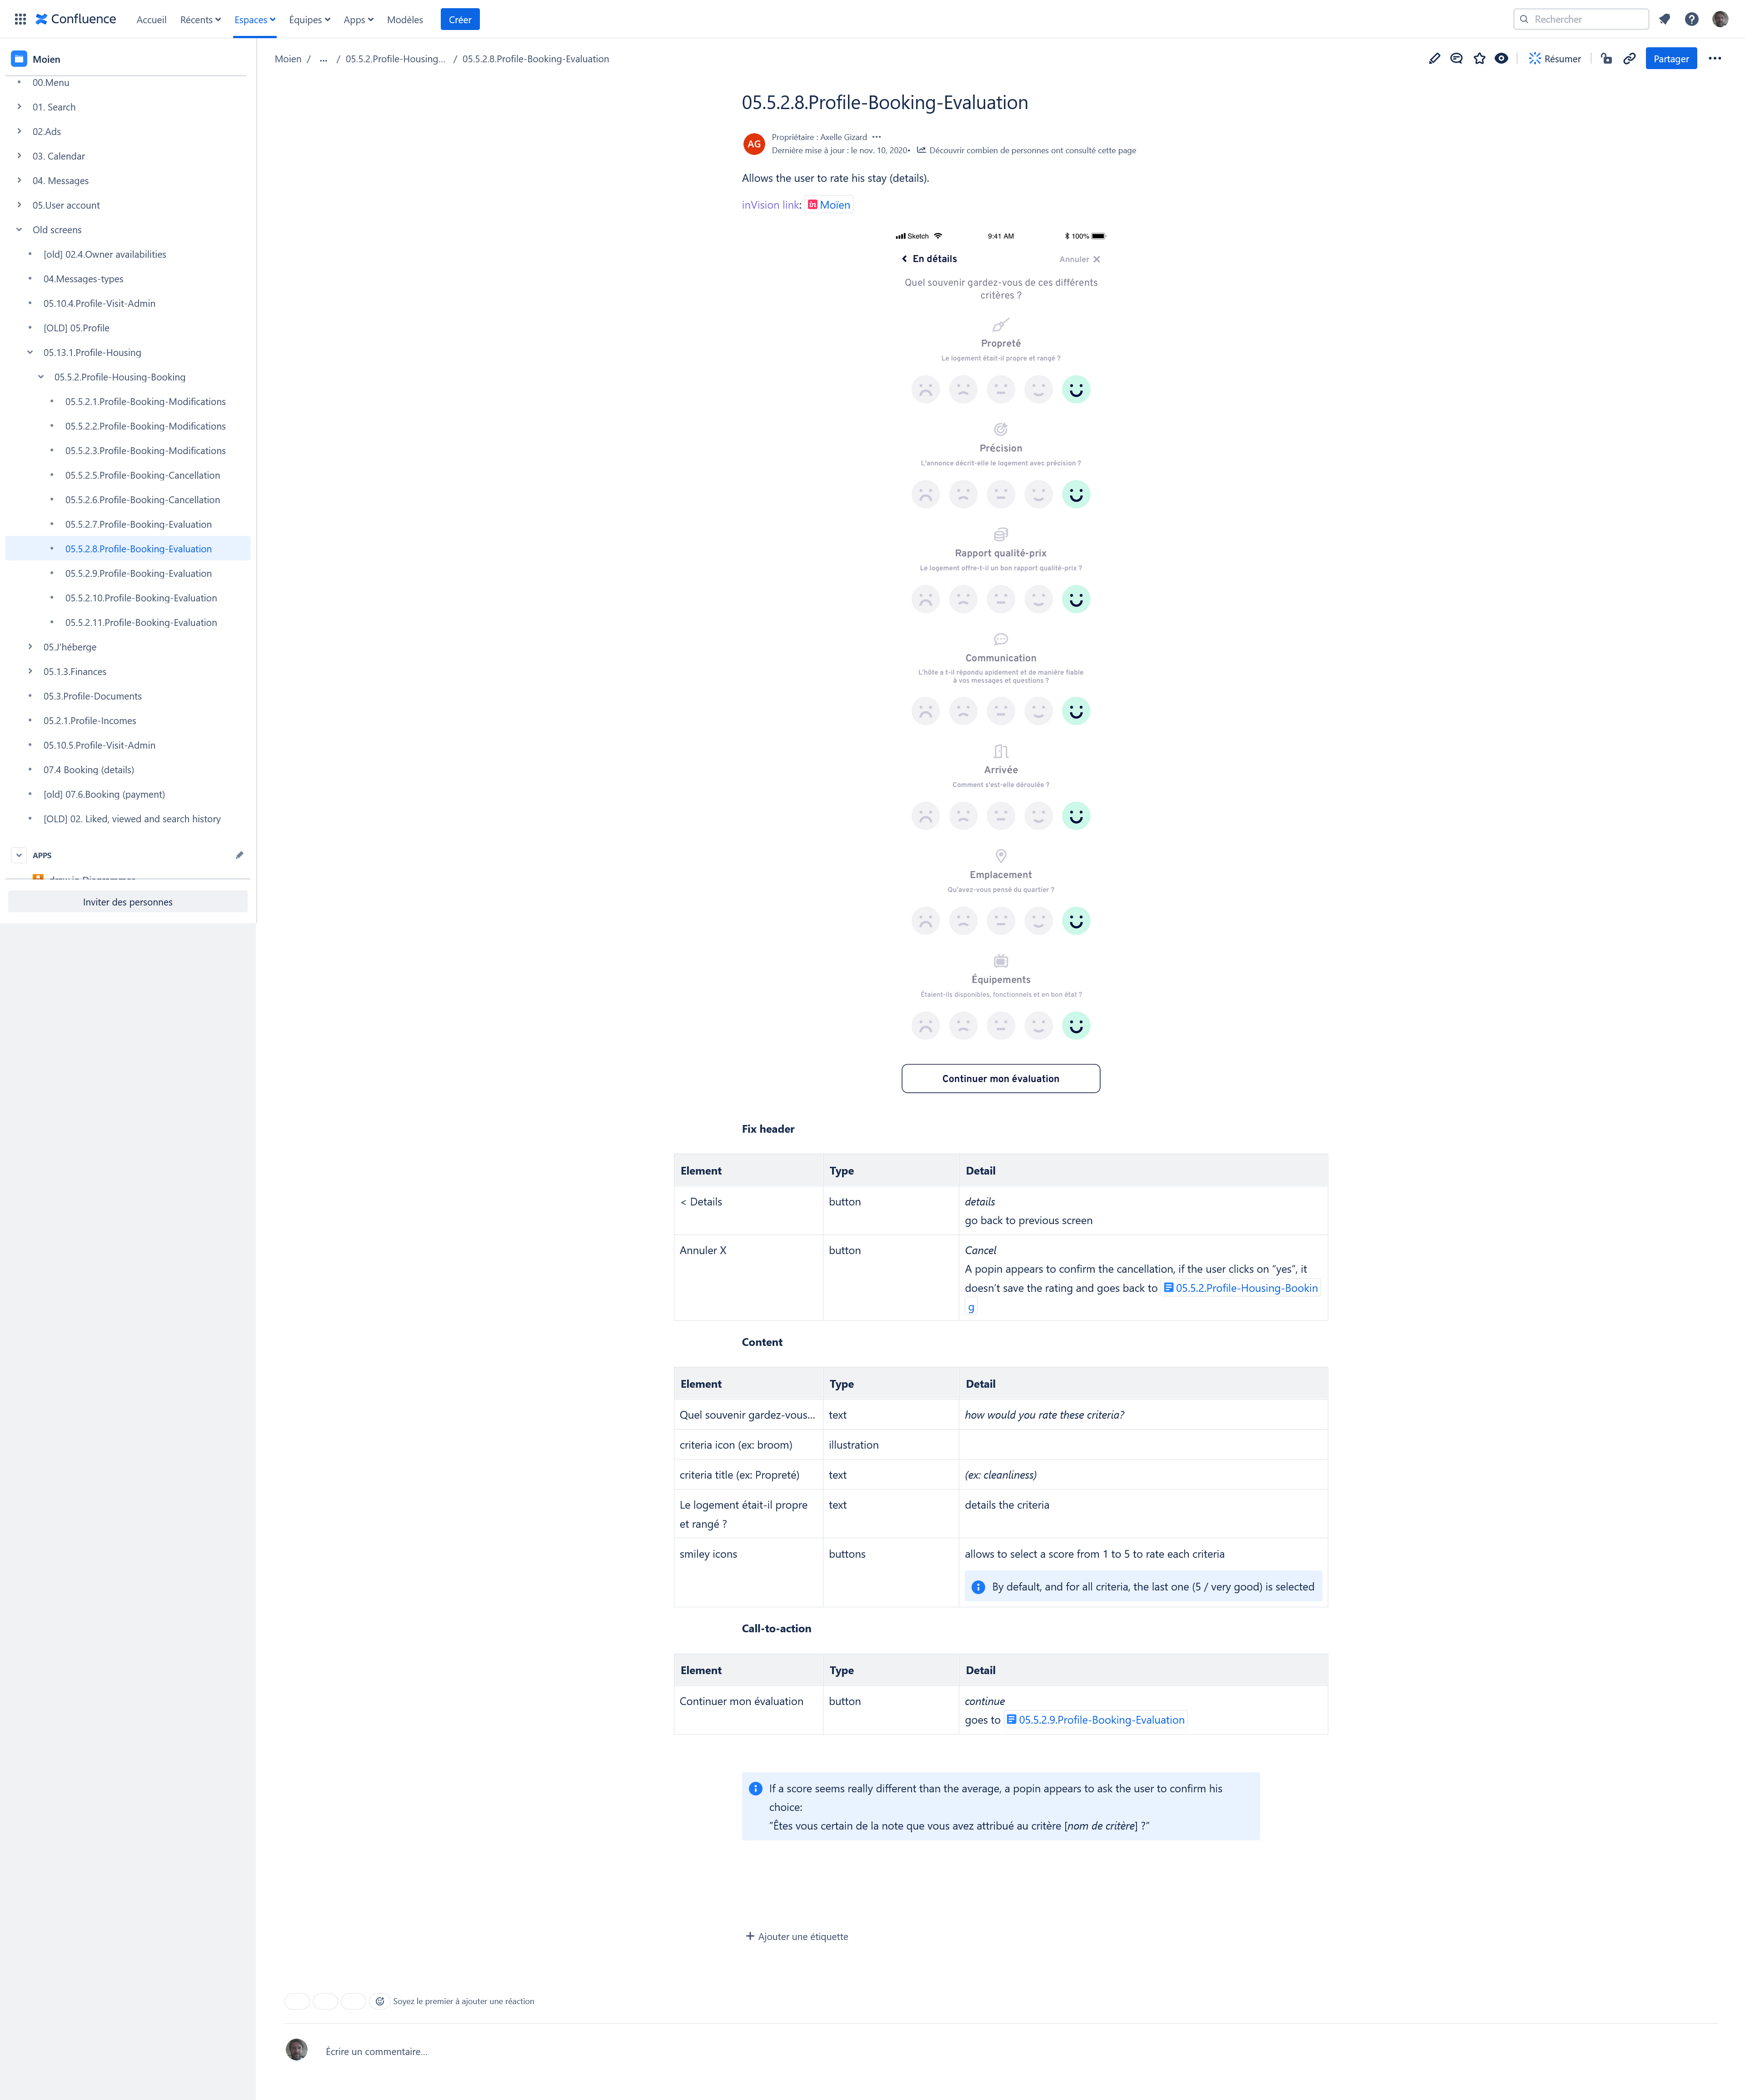 Confluence
Accueil
Récents
Espaces
Équipes
Apps
Modèles
Créer
Rechercher
Moien
00.Menu
01. Search
02.Ads
03. Calendar
04. Messages
05.User account
Old screens
[old] 02.4.Owner availabilities
04.Messages-types
05.10.4.Profile-Visit-Admin
[OLD] 05.Profile
05.13.1.Profile-Housing
05.5.2.Profile-Housing-Booking
05.5.2.1.Profile-Booking-Modifications
05.5.2.2.Profile-Booking-Modifications
05.5.2.3.Profile-Booking-Modifications
05.5.2.5.Profile-Booking-Cancellation
05.5.2.6.Profile-Booking-Cancellation
05.5.2.7.Profile-Booking-Evaluation
05.5.2.8.Profile-Booking-Evaluation
05.5.2.9.Profile-Booking-Evaluation
05.5.2.10.Profile-Booking-Evaluation
05.5.2.11.Profile-Booking-Evaluation
05.J'héberge
05.1.3.Finances
05.3.Profile-Documents
05.2.1.Profile-Incomes
05.10.5.Profile-Visit-Admin
07.4 Booking (details)
[old] 07.6.Booking (payment)
[OLD] 02. Liked, viewed and search history
APPS
Inviter des personnes
Moien / ... / 05.5.2.Profile-Housing... / 05.5.2.8.Profile-Booking-Evaluation
Résumer
Partager
05.5.2.8.Profile-Booking-Evaluation
AG
Propriétaire : Axelle Gizard
Dernière mise à jour : le nov. 10, 2020• Découvrir combien de personnes ont consulté cette page
Allows the user to rate his stay (details).
inVision link: in Moïen
Sketch 9:41 AM 100%
En détails Annuler
Quel souvenir gardez-vous de ces différents
critères ?
Propreté
Le logement était-il propre et rangé ?
Précision
L'annonce décrit-elle le logement avec précision ?
Rapport qualité-prix
Le logement offre-t-il un bon rapport qualité-prix ?
Communication
L'hôte a t-il répondu apidement et de manière fiable
à vos messages et questions ?
Arrivée
Comment s'est-elle déroulée ?
Emplacement
Qu'avez-vous pensé du quartier ?
Équipements
Étaient-ils disponibles, fonctionnels et en bon état ?
Continuer mon évaluation
Fix header
Element Type Detail
< Details button details
go back to previous screen
Annuler X button Cancel
A popin appears to confirm the cancellation, if the user clicks on “yes”, it
doesn’t save the rating and goes back to 05.5.2.Profile-Housing-Bookin
g
Content
Element Type Detail
Quel souvenir gardez-vous... text how would you rate these criteria?
criteria icon (ex: broom) illustration
criteria title (ex: Propreté) text (ex: cleanliness)
Le logement était-il propre text details the criteria
et rangé ?
smiley icons buttons allows to select a score from 1 to 5 to rate each criteria
By default, and for all criteria, the last one (5 / very good) is selected
Call-to-action
Element Type Detail
Continuer mon évaluation button continue
goes to 05.5.2.9.Profile-Booking-Evaluation
If a score seems really different than the average, a popin appears to ask the user to confirm his
choice:
“Êtes vous certain de la note que vous avez attribué au critère [nom de critère] ?”
Ajouter une étiquette
Soyez le premier à ajouter une réaction
Écrire un commentaire...